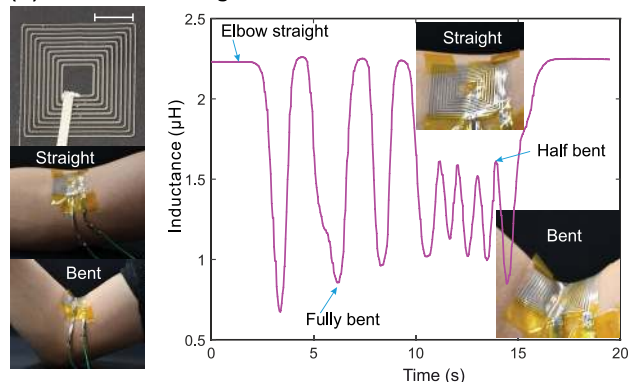 Straight
Bent
Inductance (μH)
2.5
2
1.5
1
0.5
Elbow straight
Straight
Half bent
Fully bent
Bent
0
5
10
15
20
Time (s)